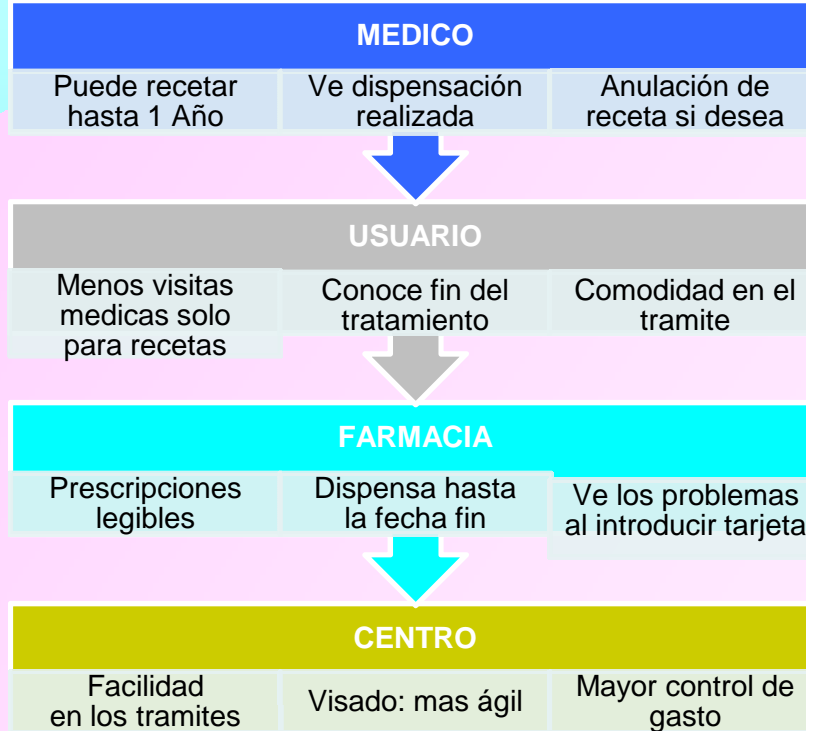 MEDICO
Puede recetar
hasta 1 Año
Ve dispensación
realizada
Anulación de
receta si desea
USUARIO
Menos visitas
medicas solo
para recetas
Conoce fin del
tratamiento
Comodidad en el
tramite
FARMACIA
Prescripciones
legibles
Dispensa hasta
la fecha fin
Ve los problemas
al introducir tarjeta
CENTRO
Facilidad
en los tramites
Visado: mas ágil
Mayor control de
gasto